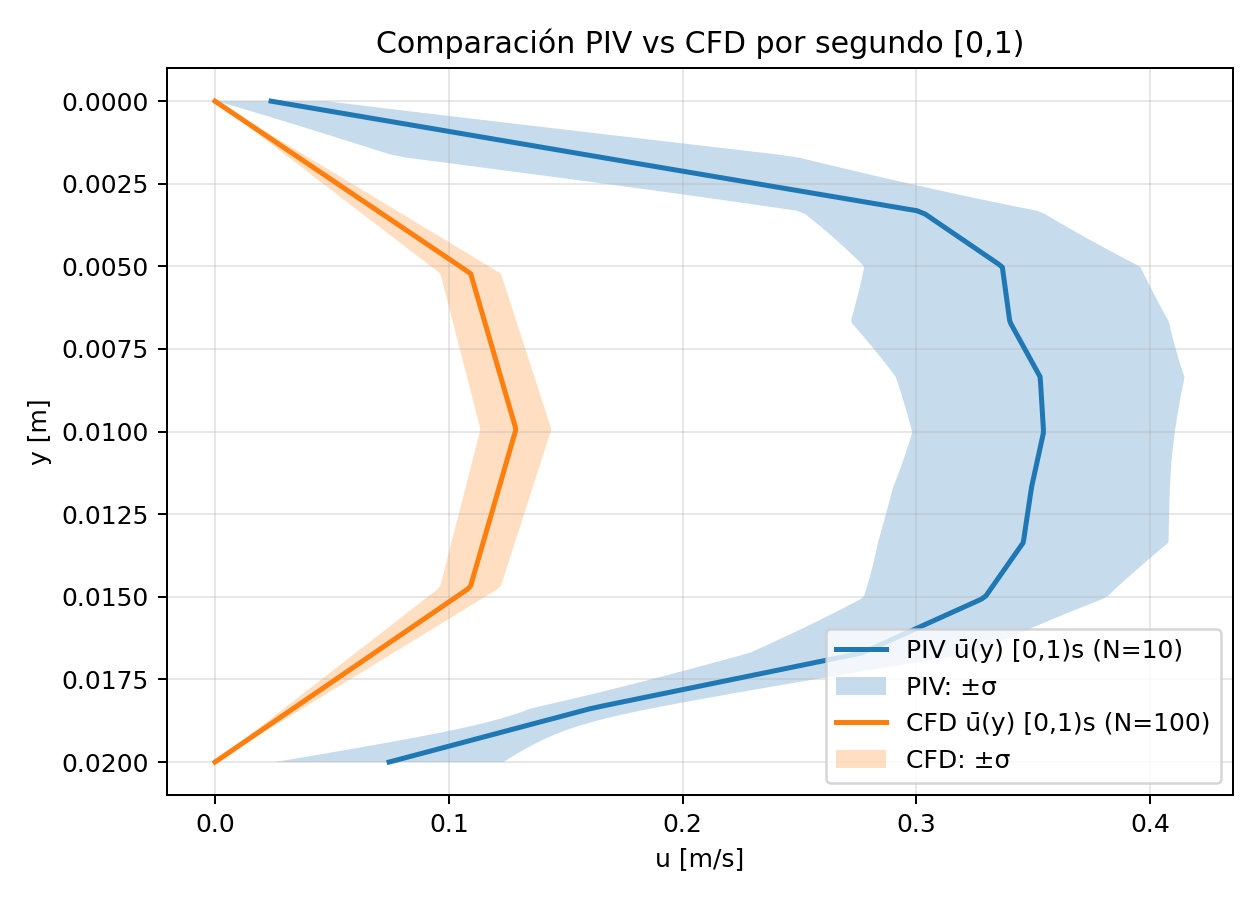 Comparación PIV vs CFD por segundo [0,1)
y [m]
0.0000
0.0025
0.0050
0.0075
0.0100
0.0125
0.0150
0.0175
0.0200
PIV ū(y) [0,1)s (N=10)
PIV: ±σ
CFD ū(y) [0,1)s (N=100)
CFD: ±σ
0.0 0.1 0.2 0.3 0.4
u [m/s]